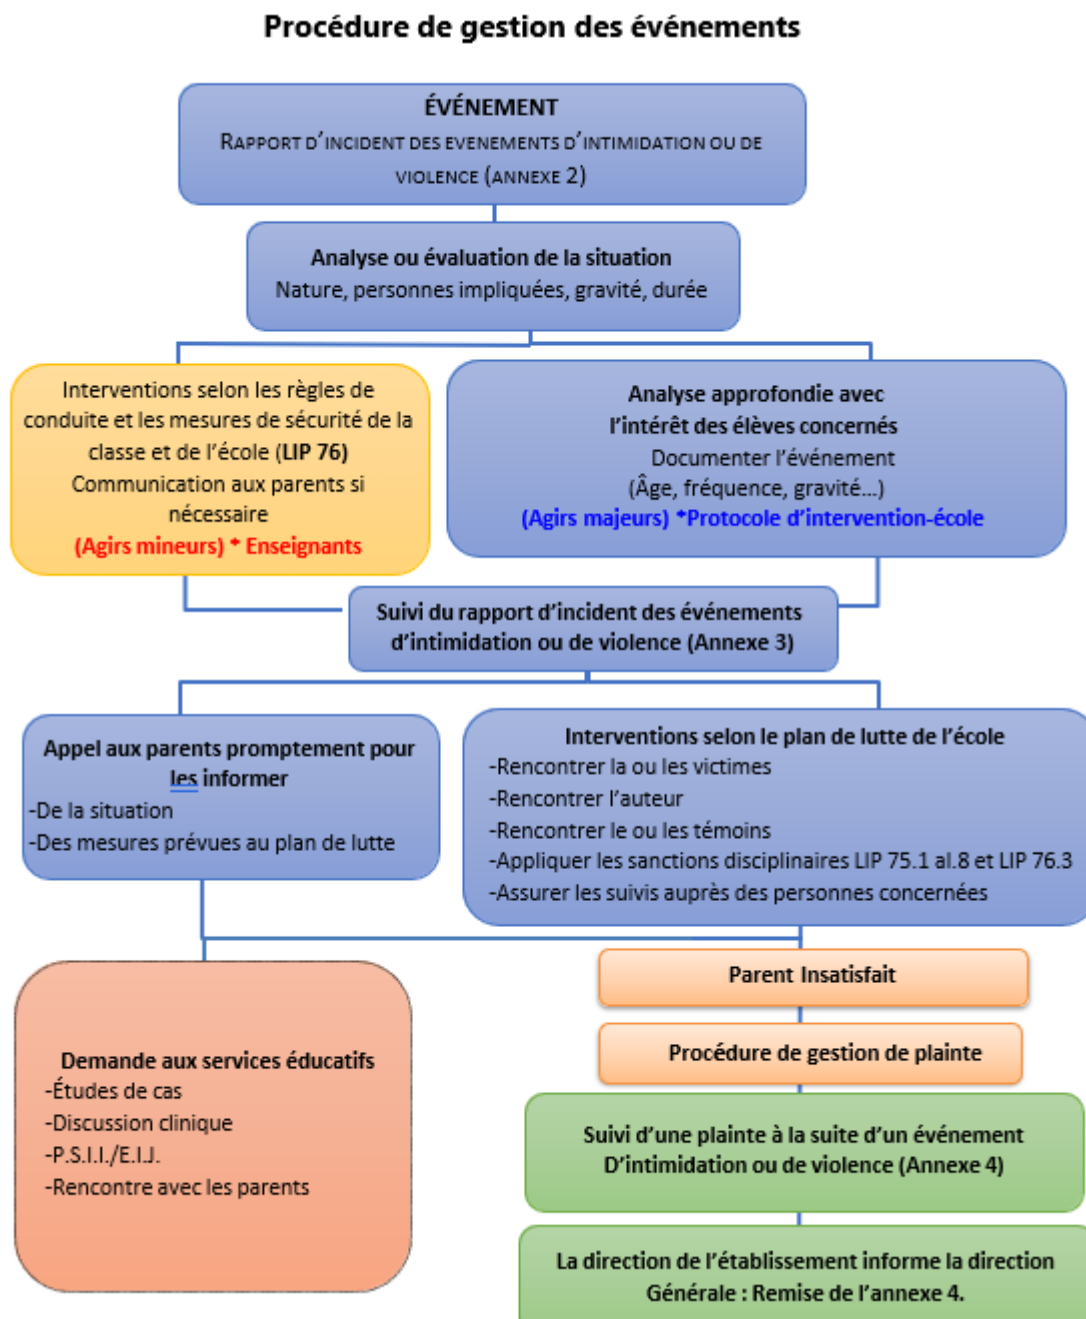 Procédure de gestion des événements
ÉVÉNEMENT
RAPPORT D'INCIDENT DES EVENEMENTS D'INTIMIDATION OU DE
VIOLENCE (ANNEXE 2)
Analyse ou évaluation de la situation
Nature, personnes impliquées, gravité, durée
Interventions selon les règles de
conduite et les mesures de sécurité de la
classe et de l'école (LIP 76)
Communication aux parents si
nécessaire
(Agirs mineurs) * Enseignants
Analyse approfondie avec
l'intérêt des élèves concernés
Documenter l'événement
(Âge, fréquence, gravité...)
(Agirs majeurs) *Protocole d'intervention-école
Suivi du rapport d'incident des événements
d'intimidation ou de violence (Annexe 3)
Appel aux parents promptement pour
les informer
-De la situation
-Des mesures prévues au plan de lutte
Interventions selon le plan de lutte de l'école
-Rencontrer la ou les victimes
-Rencontrer l'auteur
-Rencontrer le ou les témoins
-Appliquer les sanctions disciplinaires LIP 75.1 al.8 et LIP 76.3
-Assurer les suivis auprès des personnes concernées
Demande aux services éducatifs
-Études de cas
-Discussion clinique
-P.S.I.I./E.I.J.
-Rencontre avec les parents
Parent Insatisfait
Procédure de gestion de plainte
Suivi d'une plainte à la suite d'un événement
D'intimidation ou de violence (Annexe 4)
La direction de l'établissement informe la direction
Générale : Remise de l'annexe 4.